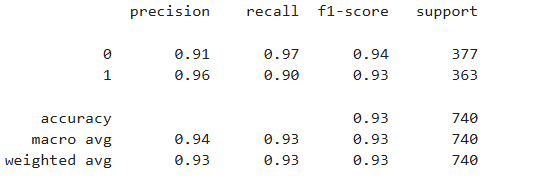 precision recall f1-score support
0 0.91 0.97 0.94 377
1 0.96 0.90 0.93 363
accuracy 0.93 740
macro avg 0.94 0.93 0.93 740
weighted avg 0.93 0.93 0.93 740